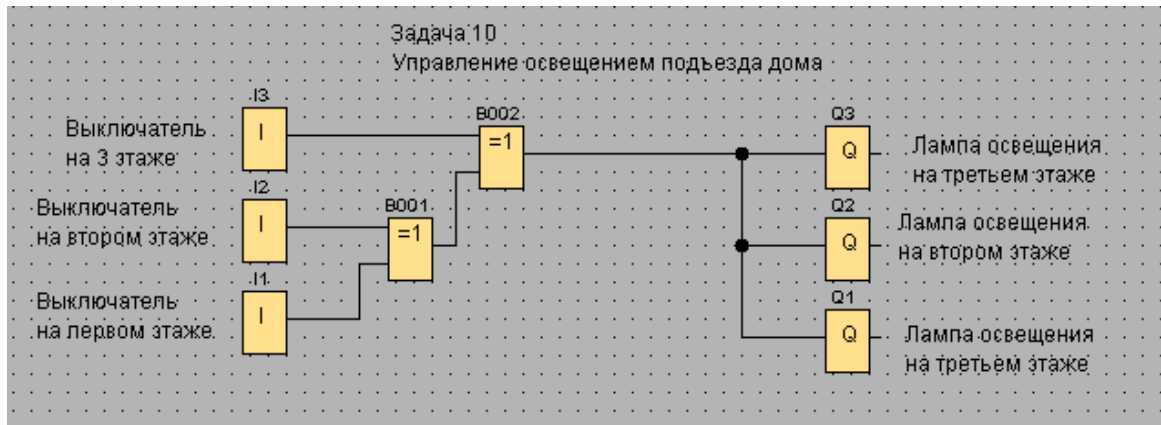 Задача 10
Управление освещением подъезда дома
I3
B002
Q3
Выключатель
на 3 этаже
I
=1
Q
Лампа освещения
на третьем этаже
I2
B001
Q2
Выключатель
на втором этаже
I
=1
Q
Лампа освещения
на втором этаже
I1
Q1
Выключатель
на первом этаже
I
Q
Лампа освещения
на третьем этаже